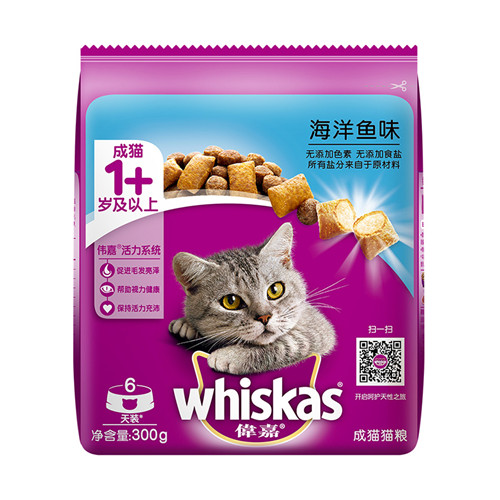 海洋鱼味
无添加色素 无添加食盐
所有盐分来自于原材料
成猫
1+
岁及以上
伟嘉®活力系统
促进毛发亮泽
帮助视力健康
保持活力充沛
扫一扫
开启呵护天性之旅
6
天装*
净含量:300g
whiskas®
偉嘉®
成猫猫粮